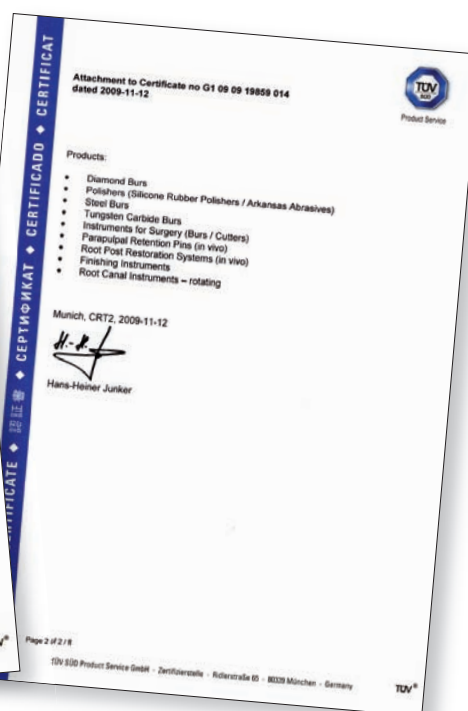 Attachment to Certificate no G1 09 09 19859 014
dated 2009-11-12
TÜV
SÜD
Product Service
Products:
• Diamond Burs
• Polishers (Silicone Rubber Polishers / Arkansas Abrasives)
• Steel Burs
• Tungsten Carbide Burs
• Instruments for Surgery (Burs / Cutters)
• Parapulpal Retention Pins (in vivo)
• Root Post Restoration Systems (in vivo)
• Finishing Instruments
• Root Canal Instruments – rotating
Munich, CRT2, 2009-11-12
H.-H.
Hans-Heiner Junker
Page 2 of 2 / 8
TÜV SÜD Product Service GmbH · Zertifizierstelle · Ridlerstraße 65 · 80339 München · Germany
TÜV®
CERTIFICATE ◆ 認証書 ◆ СЕРТИФИКАТ ◆ CERTIFICADO ◆ CERTIFICAT